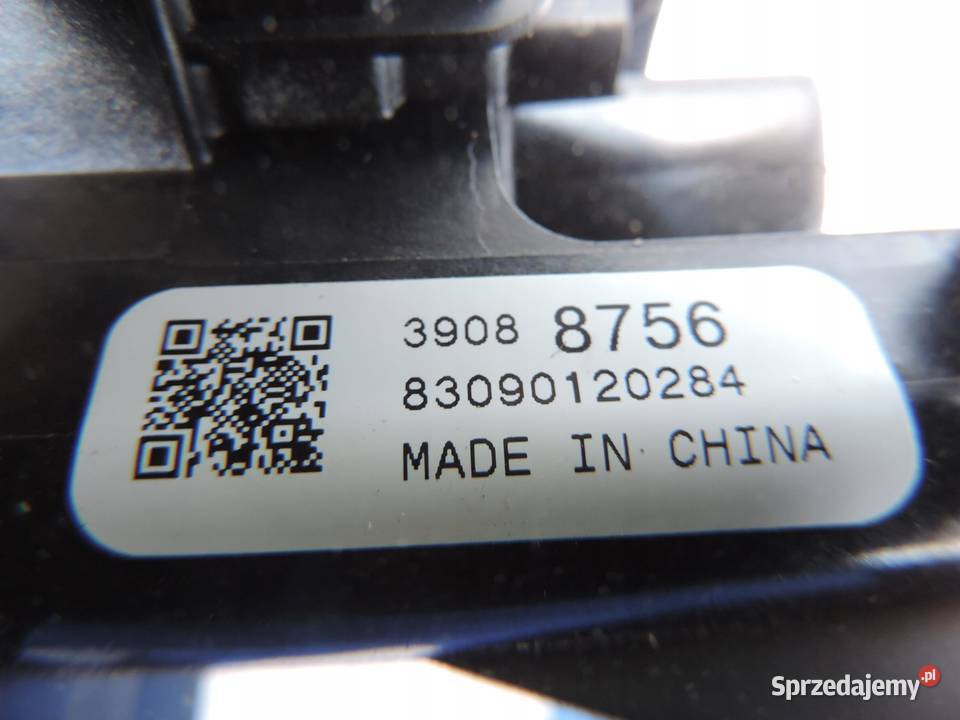 3908 8756
83090120284
MADE IN CHINA
Sprzedajemy.pl